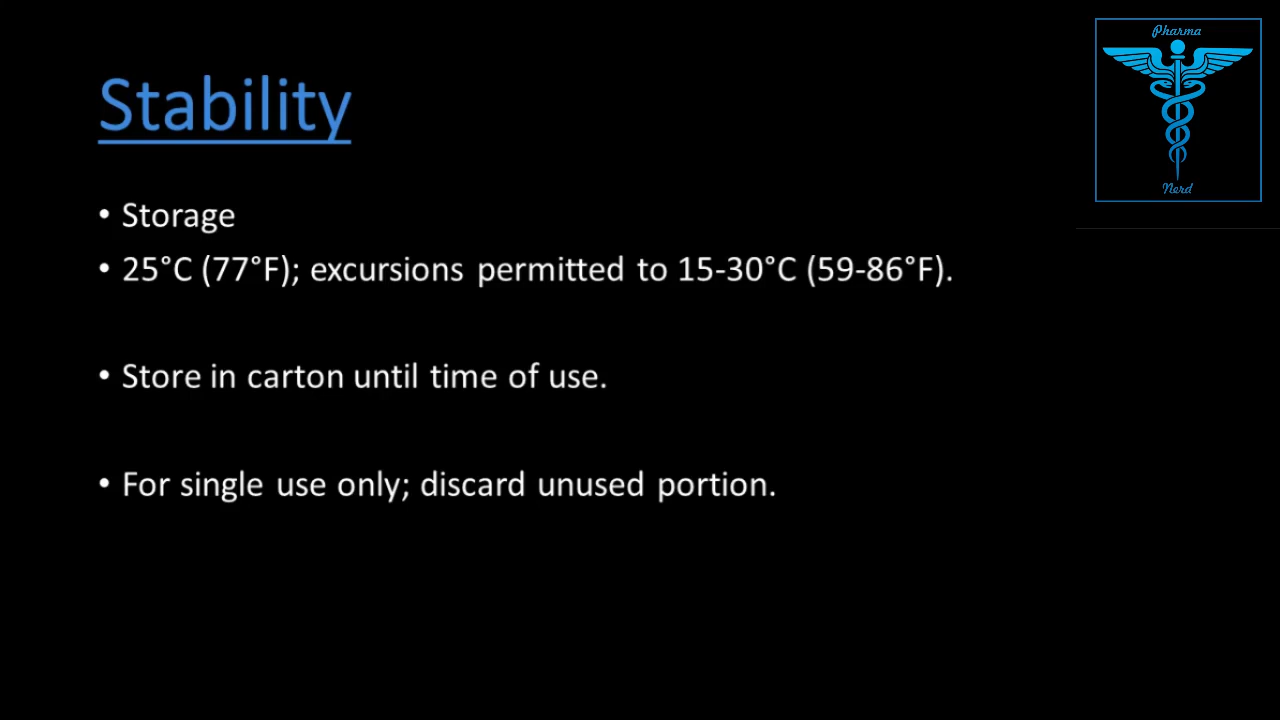 Pharma
Nerd
Stability
• Storage
• 25°C (77°F); excursions permitted to 15-30°C (59-86°F).
• Store in carton until time of use.
• For single use only; discard unused portion.